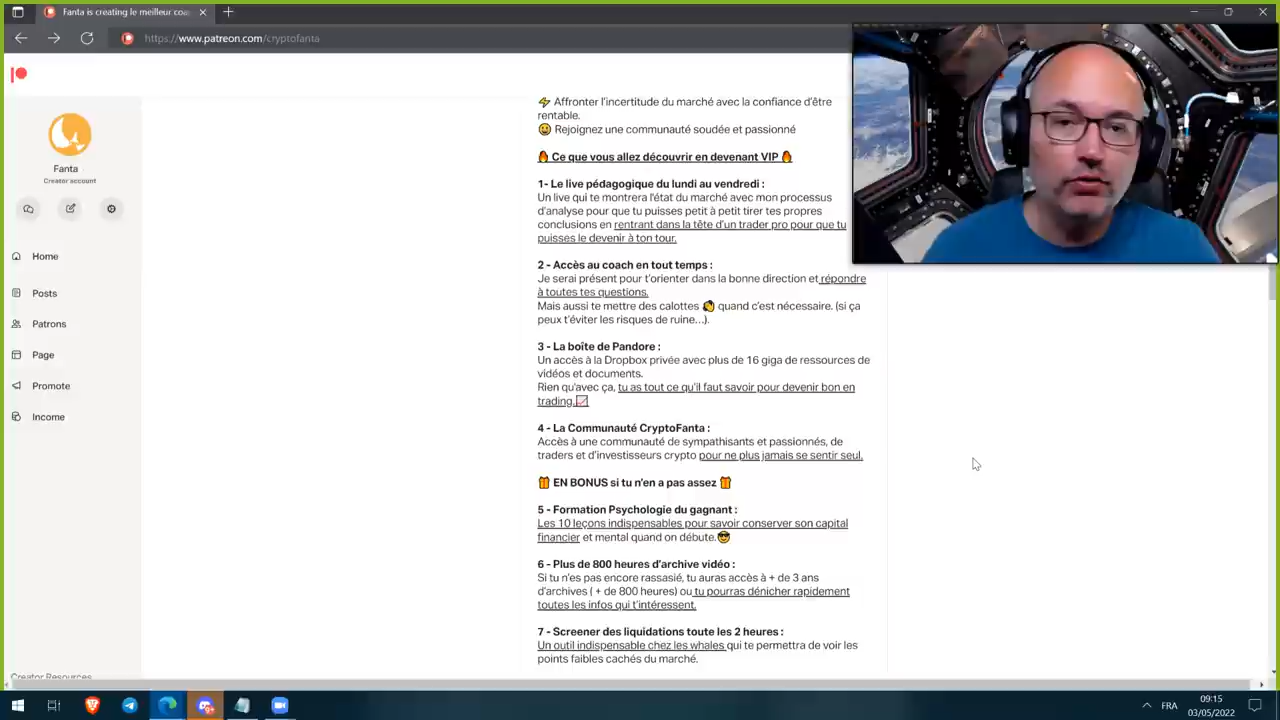 Fanta is creating le meilleur coa
https://www.patreon.com/cryptofanta
Fanta
Creator account
Home
Posts
Patrons
Page
Promote
Income
Creator Resources
⚡ Affronter l'incertitude du marché avec la confiance d'être
rentable.
😃 Rejoignez une communauté soudée et passionné
🔥 Ce que vous allez découvrir en devenant VIP 🔥
1- Le live pédagogique du lundi au vendredi :
Un live qui te montrera l'état du marché avec mon processus
d'analyse pour que tu puisses petit à petit tirer tes propres
conclusions en rentrant dans la tête d'un trader pro pour que tu
puisses le devenir à ton tour.
2 - Accès au coach en tout temps :
Je serai présent pour t'orienter dans la bonne direction et répondre
à toutes tes questions.
Mais aussi te mettre des calottes quand c'est nécessaire. (si ça
peux t'éviter les risques de ruine...).
3 - La boîte de Pandore :
Un accès à la Dropbox privée avec plus de 16 giga de ressources de
vidéos et documents.
Rien qu'avec ça, tu as tout ce qu'il faut savoir pour devenir bon en
trading.📈
4 - La Communauté CryptoFanta :
Accès à une communauté de sympathisants et passionnés, de
traders et d'investisseurs crypto pour ne plus jamais se sentir seul.
🎁 EN BONUS si tu n'en a pas assez 🎁
5 - Formation Psychologie du gagnant :
Les 10 leçons indispensables pour savoir conserver son capital
financier et mental quand on débute.😎
6 - Plus de 800 heures d'archive vidéo :
Si tu n'es pas encore rassasié, tu auras accès à + de 3 ans
d'archives ( + de 800 heures) ou tu pourras dénicher rapidement
toutes les infos qui t'intéressent.
7 - Screener des liquidations toute les 2 heures :
Un outil indispensable chez les whales qui te permettra de voir les
points faibles cachés du marché.
FRA
09:15
03/05/2022